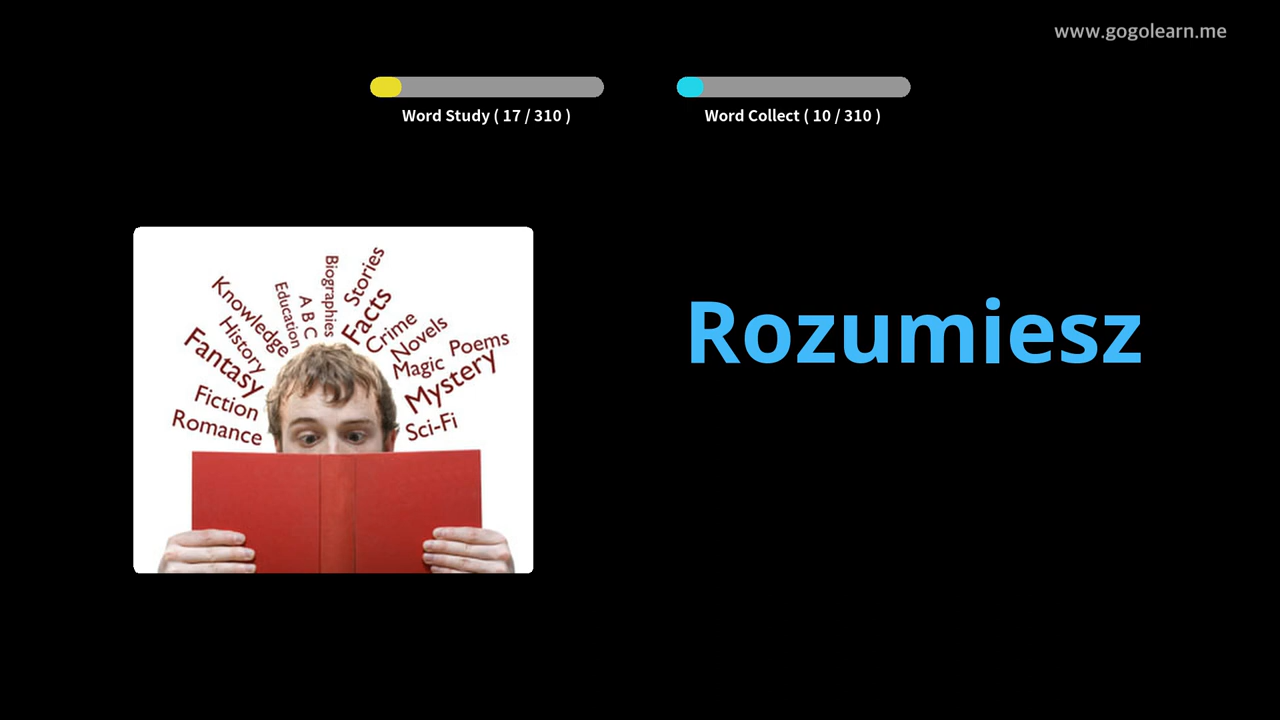 www.gogolearn.me
Word Study ( 17 / 310 )
Word Collect ( 10 / 310 )
Rozumiesz
Romance
Fiction
Fantasy
History
Knowledge
Education
A B C
Biographies
Stories
Facts
Crime
Novels
Magic
Poems
Mystery
Sci-Fi